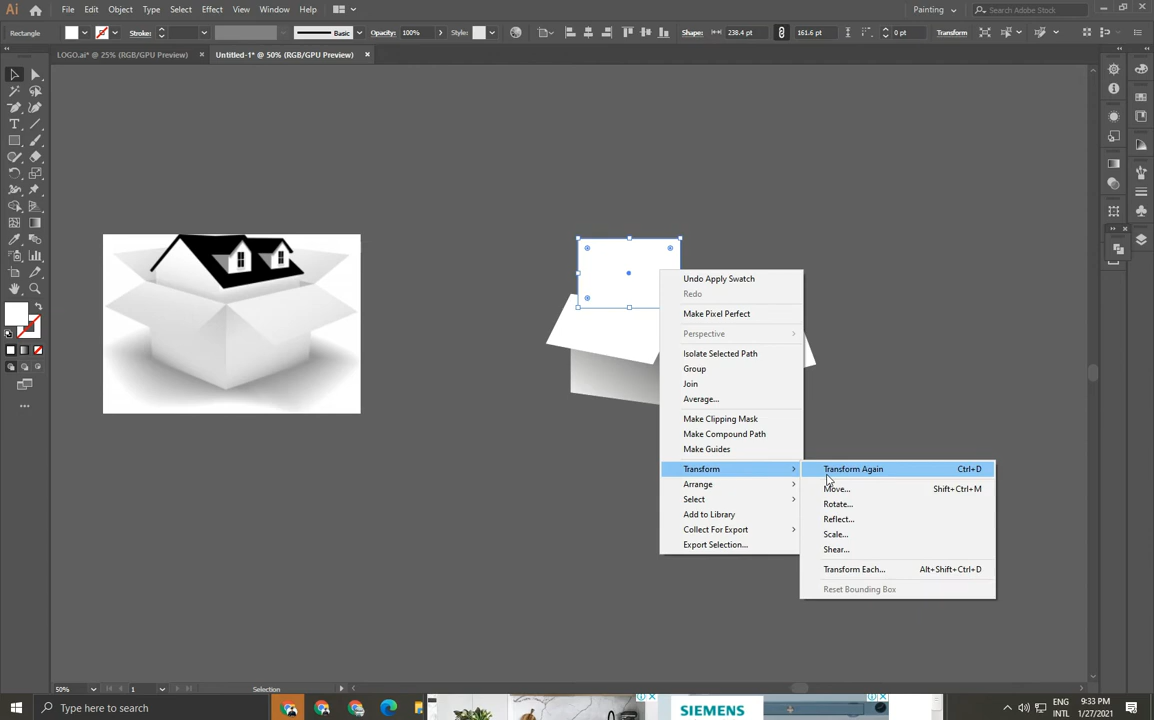 Ai File Edit Object Type Select Effect View Window Help Painting Search Adobe Stock
Rectangle Stroke: Basic Opacity: 100% Style: Shape: 238.4 pt 161.6 pt 0 pt Transform
LOGO.ai* @ 25% (RGB/GPU Preview) × Untitled-1* @ 50% (RGB/GPU Preview) ×
Undo Apply Swatch
Redo
Make Pixel Perfect
Perspective
Isolate Selected Path
Group
Join
Average...
Make Clipping Mask
Make Compound Path
Make Guides
Transform
Arrange
Select
Add to Library
Collect For Export
Export Selection...
Transform Again Ctrl+D
Move... Shift+Ctrl+M
Rotate...
Reflect...
Scale...
Shear...
Transform Each... Alt+Shift+Ctrl+D
Reset Bounding Box
50% 1 Selection
Type here to search
SIEMENS
ENG
INTL
9:33 PM
1/27/2021